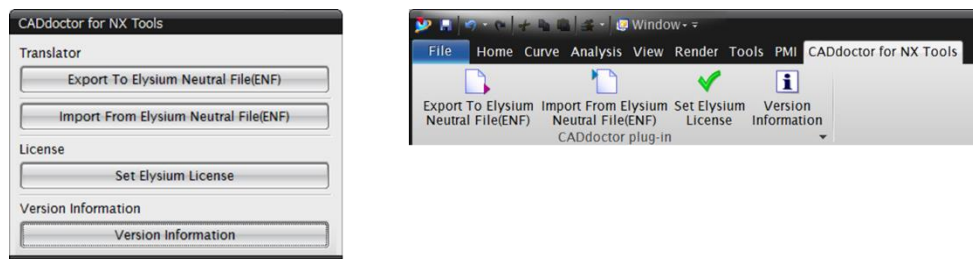 CADdoctor for NX Tools
Translator
Export To Elysium Neutral File(ENF)
Import From Elysium Neutral File(ENF)
License
Set Elysium License
Version Information
Version Information
Window
File Home Curve Analysis View Render Tools PMI CADdoctor for NX Tools
Export To Elysium Import From Elysium Set Elysium Version
Neutral File(ENF) Neutral File(ENF) License Information
CADdoctor plug-in